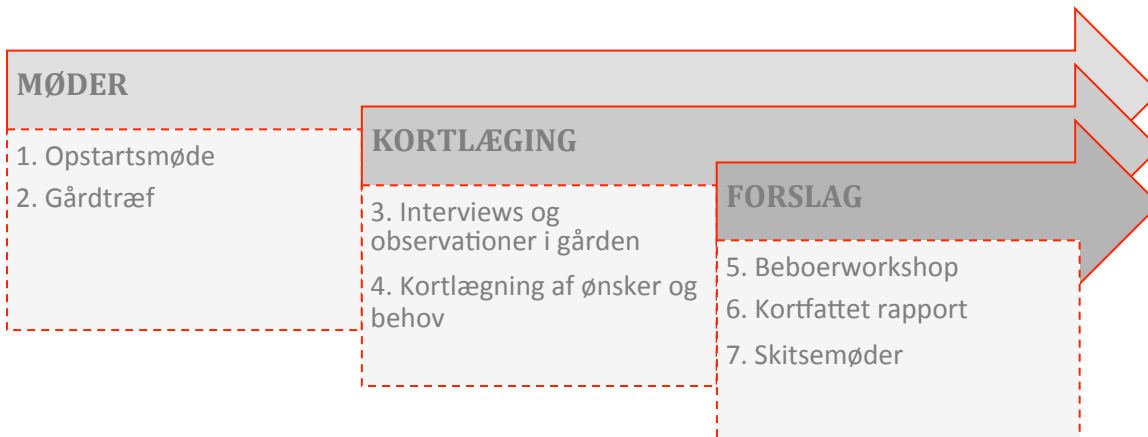 MØDER
1. Opstartsmøde
2. Gårdtræf
KORTLÆGING
3. Interviews og
observationer i gården
4. Kortlægning af ønsker og
behov
FORSLAG
5. Beboerworkshop
6. Kortfattet rapport
7. Skitsemøder